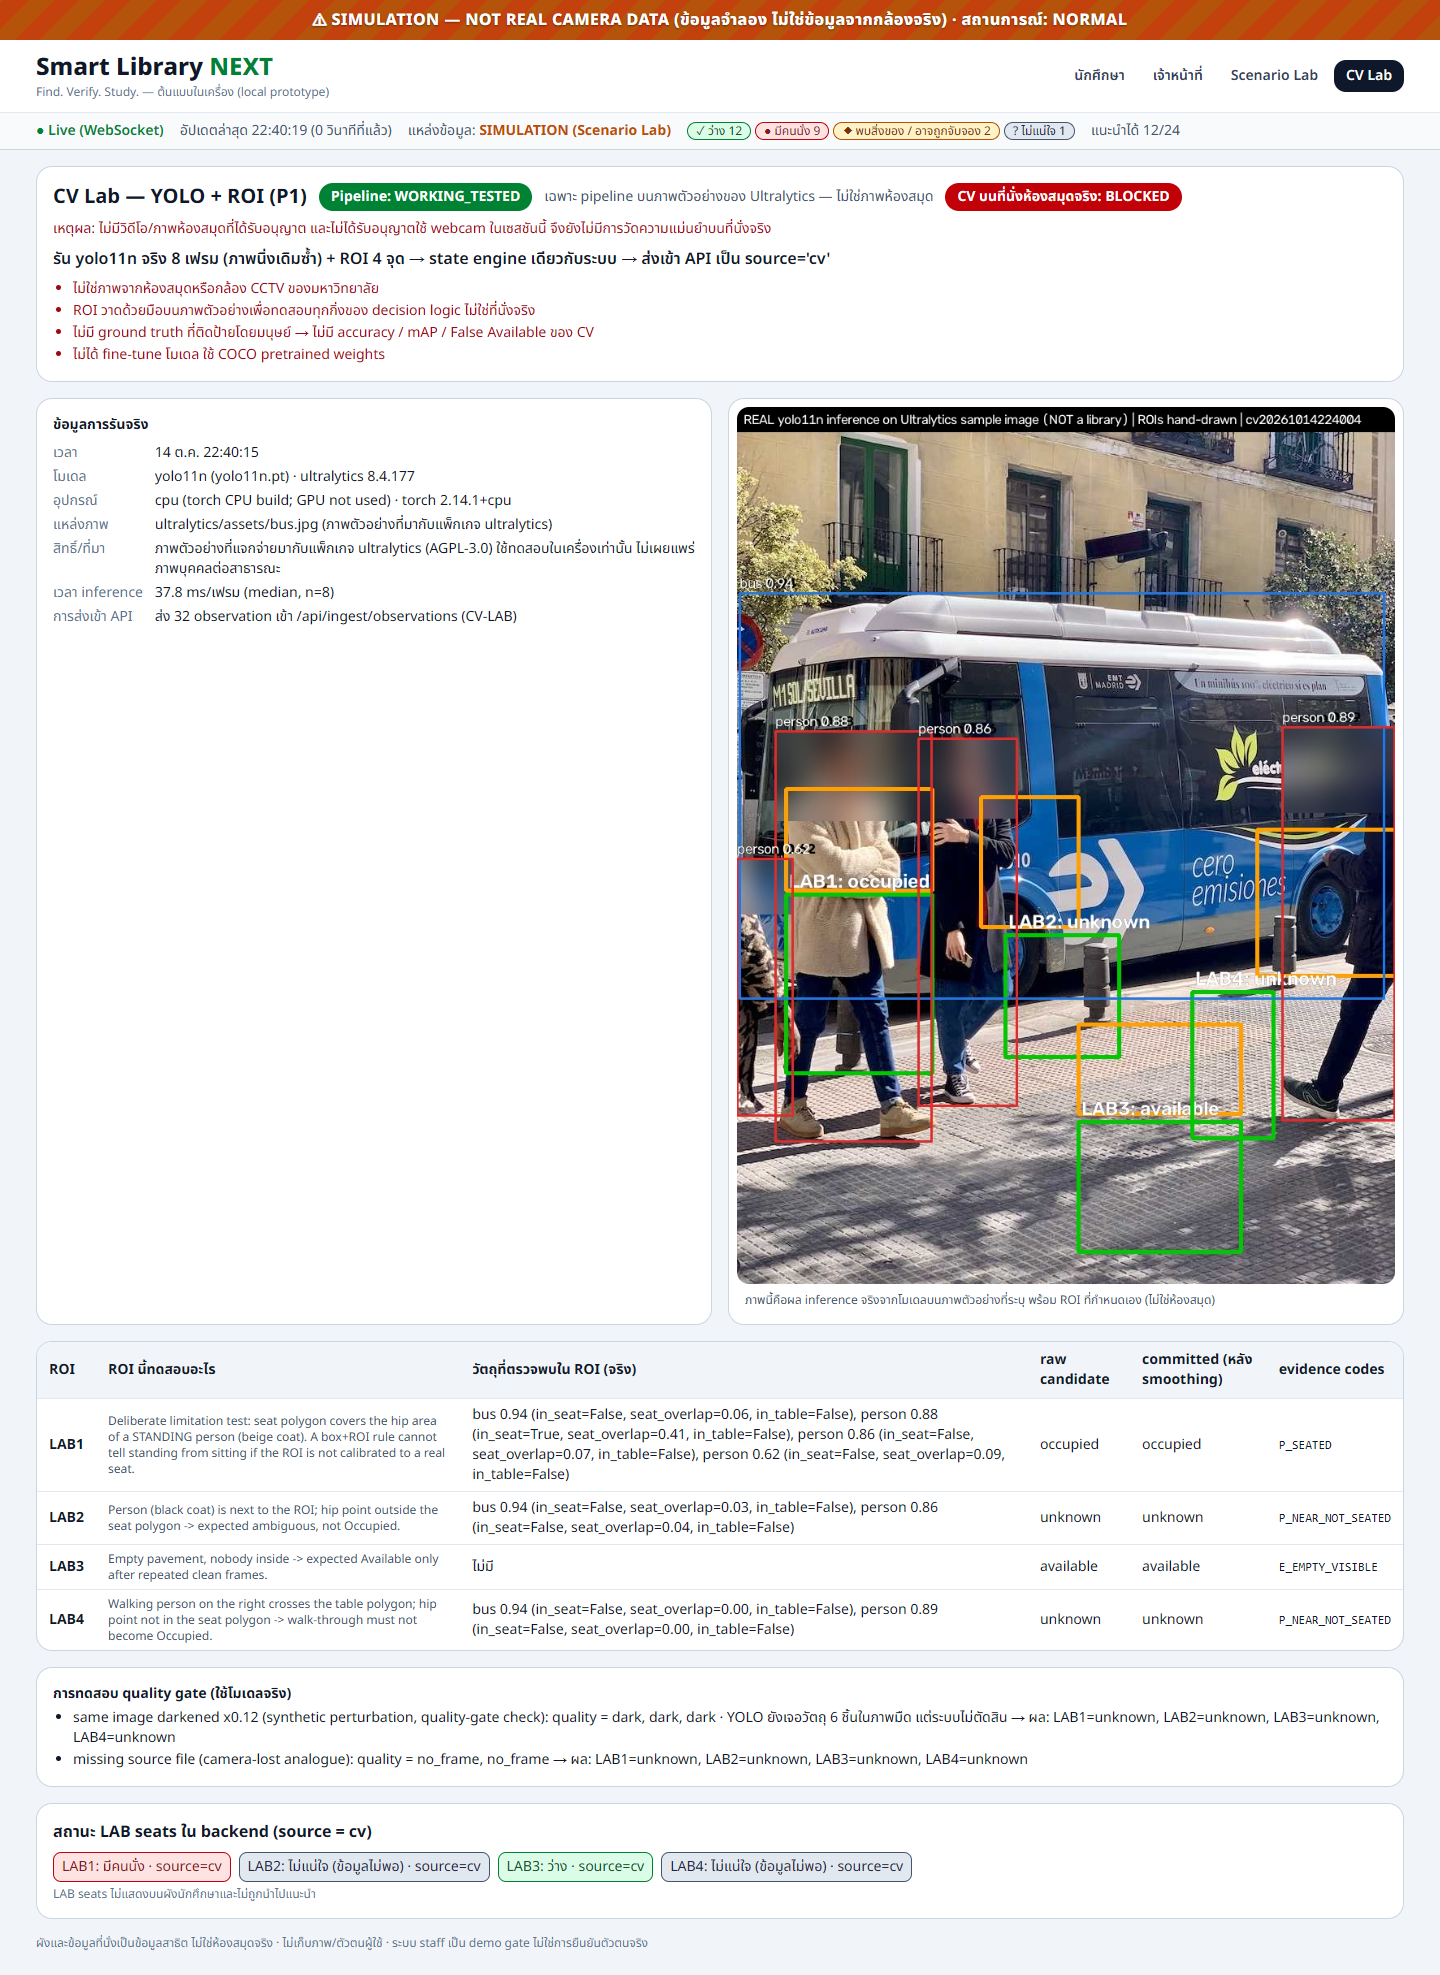 ⚠ SIMULATION — NOT REAL CAMERA DATA (ข้อมูลจำลอง ไม่ใช่ข้อมูลจากกล้องจริง) · สถานการณ์: NORMAL
Smart Library NEXT
Find. Verify. Study. — ต้นแบบในเครื่อง (local prototype)
นักศึกษา เจ้าหน้าที่ Scenario Lab CV Lab
● Live (WebSocket) อัปเดตล่าสุด 22:40:19 (0 วินาทีที่แล้ว) แหล่งข้อมูล: SIMULATION (Scenario Lab) ✓ ว่าง 12 ● มีคนนั่ง 9 ◆ พบสิ่งของ / อาจถูกจับจอง 2 ? ไม่แน่ใจ 1 แนะนำได้ 12/24
CV Lab — YOLO + ROI (P1) Pipeline: WORKING_TESTED เฉพาะ pipeline บนภาพตัวอย่างของ Ultralytics — ไม่ใช่ภาพห้องสมุด CV บนที่นั่งห้องสมุดจริง: BLOCKED
เหตุผล: ไม่มีวิดีโอ/ภาพห้องสมุดที่ได้รับอนุญาต และไม่ได้รับอนุญาตใช้ webcam ในเซสชันนี้ จึงยังไม่มีการวัดความแม่นยำบนที่นั่งจริง
รัน yolo11n จริง 8 เฟรม (ภาพนิ่งเดิมซ้ำ) + ROI 4 จุด → state engine เดียวกับระบบ → ส่งเข้า API เป็น source='cv'
• ไม่ใช่ภาพจากห้องสมุดหรือกล้อง CCTV ของมหาวิทยาลัย
• ROI วาดด้วยมือบนภาพตัวอย่างเพื่อทดสอบทุกกิ่งของ decision logic ไม่ใช่ที่นั่งจริง
• ไม่มี ground truth ที่ติดป้ายโดยมนุษย์ → ไม่มี accuracy / mAP / False Available ของ CV
• ไม่ได้ fine-tune โมเดล ใช้ COCO pretrained weights
ข้อมูลการรันจริง
เวลา 14 ต.ค. 22:40:15
โมเดล yolo11n (yolo11n.pt) · ultralytics 8.4.177
อุปกรณ์ cpu (torch CPU build; GPU not used) · torch 2.14.1+cpu
แหล่งภาพ ultralytics/assets/bus.jpg (ภาพตัวอย่างที่มากับแพ็กเกจ ultralytics)
สิทธิ์/ที่มา ภาพตัวอย่างที่แจกจ่ายมากับแพ็กเกจ ultralytics (AGPL-3.0) ใช้ทดสอบในเครื่องเท่านั้น ไม่เผยแพร่
ภาพบุคคลต่อสาธารณะ
เวลา inference 37.8 ms/เฟรม (median, n=8)
การส่งเข้า API ส่ง 32 observation เข้า /api/ingest/observations (CV-LAB)
REAL yolo11n inference on Ultralytics sample image (NOT a library) | ROIs hand-drawn | cv20261014224004
bus 0.94
M1 SOL/SEVILLA
EMT
MADRID
Un minibús 100% eléctrico si es plan
person 0.88
person 0.86
person 0.89
eléct
person 0.62
10
cero
emisiones
LAB1: occupied
LAB2: unknown
LAB4: unknown
LAB3: available
ภาพนี้คือผล inference จริงจากโมเดลบนภาพตัวอย่างที่ระบุ พร้อม ROI ที่กำหนดเอง (ไม่ใช่ห้องสมุด)
ROI ROI นี้ทดสอบอะไร วัตถุที่ตรวจพบใน ROI (จริง) raw candidate committed (หลัง smoothing) evidence codes
LAB1 Deliberate limitation test: seat polygon covers the hip area of a STANDING person (beige coat). A box+ROI rule cannot tell standing from sitting if the ROI is not calibrated to a real seat. bus 0.94 (in_seat=False, seat_overlap=0.06, in_table=False), person 0.88 (in_seat=True, seat_overlap=0.41, in_table=False), person 0.86 (in_seat=False, seat_overlap=0.07, in_table=False), person 0.62 (in_seat=False, seat_overlap=0.09, in_table=False) occupied occupied P_SEATED
LAB2 Person (black coat) is next to the ROI; hip point outside the seat polygon -> expected ambiguous, not Occupied. bus 0.94 (in_seat=False, seat_overlap=0.03, in_table=False), person 0.86 (in_seat=False, seat_overlap=0.04, in_table=False) unknown unknown P_NEAR_NOT_SEATED
LAB3 Empty pavement, nobody inside -> expected Available only after repeated clean frames. ไม่มี available available E_EMPTY_VISIBLE
LAB4 Walking person on the right crosses the table polygon; hip point not in the seat polygon -> walk-through must not become Occupied. bus 0.94 (in_seat=False, seat_overlap=0.00, in_table=False), person 0.89 (in_seat=False, seat_overlap=0.00, in_table=False) unknown unknown P_NEAR_NOT_SEATED
การทดสอบ quality gate (ใช้โมเดลจริง)
• same image darkened x0.12 (synthetic perturbation, quality-gate check): quality = dark, dark, dark · YOLO ยังเจอวัตถุ 6 ชิ้นในภาพมืด แต่ระบบไม่ตัดสิน → ผล: LAB1=unknown, LAB2=unknown, LAB3=unknown,
LAB4=unknown
• missing source file (camera-lost analogue): quality = no_frame, no_frame → ผล: LAB1=unknown, LAB2=unknown, LAB3=unknown, LAB4=unknown
สถานะ LAB seats ใน backend (source = cv)
LAB1: มีคนนั่ง · source=cv LAB2: ไม่แน่ใจ (ข้อมูลไม่พอ) · source=cv LAB3: ว่าง · source=cv LAB4: ไม่แน่ใจ (ข้อมูลไม่พอ) · source=cv
LAB seats ไม่แสดงบนผังนักศึกษาและไม่ถูกนำไปแนะนำ
ผังและข้อมูลที่นั่งเป็นข้อมูลสาธิต ไม่ใช่ห้องสมุดจริง · ไม่เก็บภาพ/ตัวตนผู้ใช้ · ระบบ staff เป็น demo gate ไม่ใช่การยืนยันตัวตนจริง